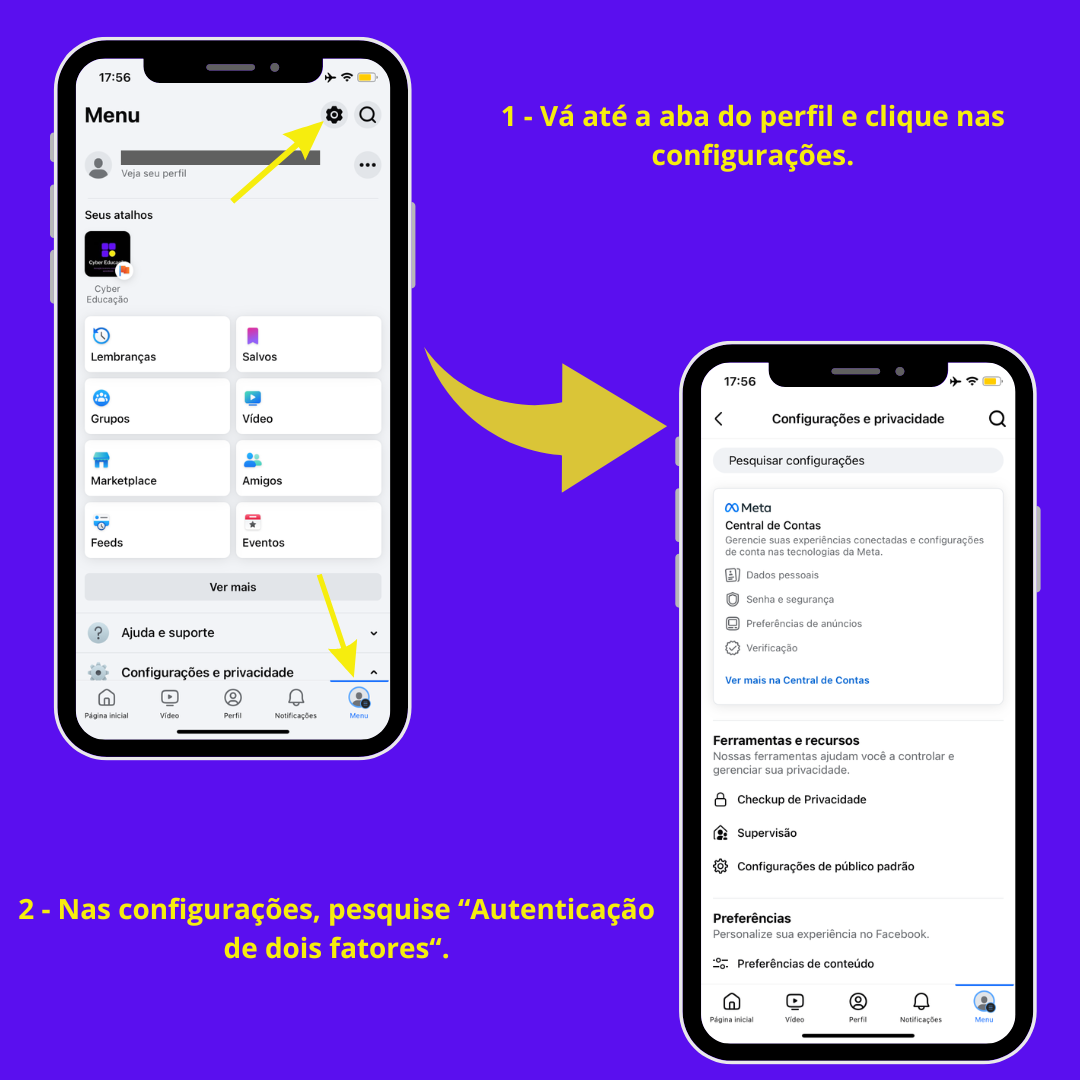 1 - Vá até a aba do perfil e clique nas
configurações.
17:56
Menu
Veja seu perfil
Seus atalhos
Cyber
Educação
Lembranças
Salvos
Grupos
Vídeo
Marketplace
Amigos
Feeds
Eventos
Ver mais
Ajuda e suporte
Configurações e privacidade
Página inicial
Vídeo
Perfil
Notificações
Menu
17:56
Configurações e privacidade
Pesquisar configurações
Meta
Central de Contas
Gerencie suas experiências conectadas e configurações
de conta nas tecnologias da Meta.
Dados pessoais
Senha e segurança
Preferências de anúncios
Verificação
Ver mais na Central de Contas
Ferramentas e recursos
Nossas ferramentas ajudam você a controlar e
gerenciar sua privacidade.
Checkup de Privacidade
Supervisão
Configurações de público padrão
Preferências
Personalize sua experiência no Facebook.
Preferências de conteúdo
Página inicial
Vídeo
Perfil
Notificações
Menu
2 - Nas configurações, pesquise “Autenticação
de dois fatores“.